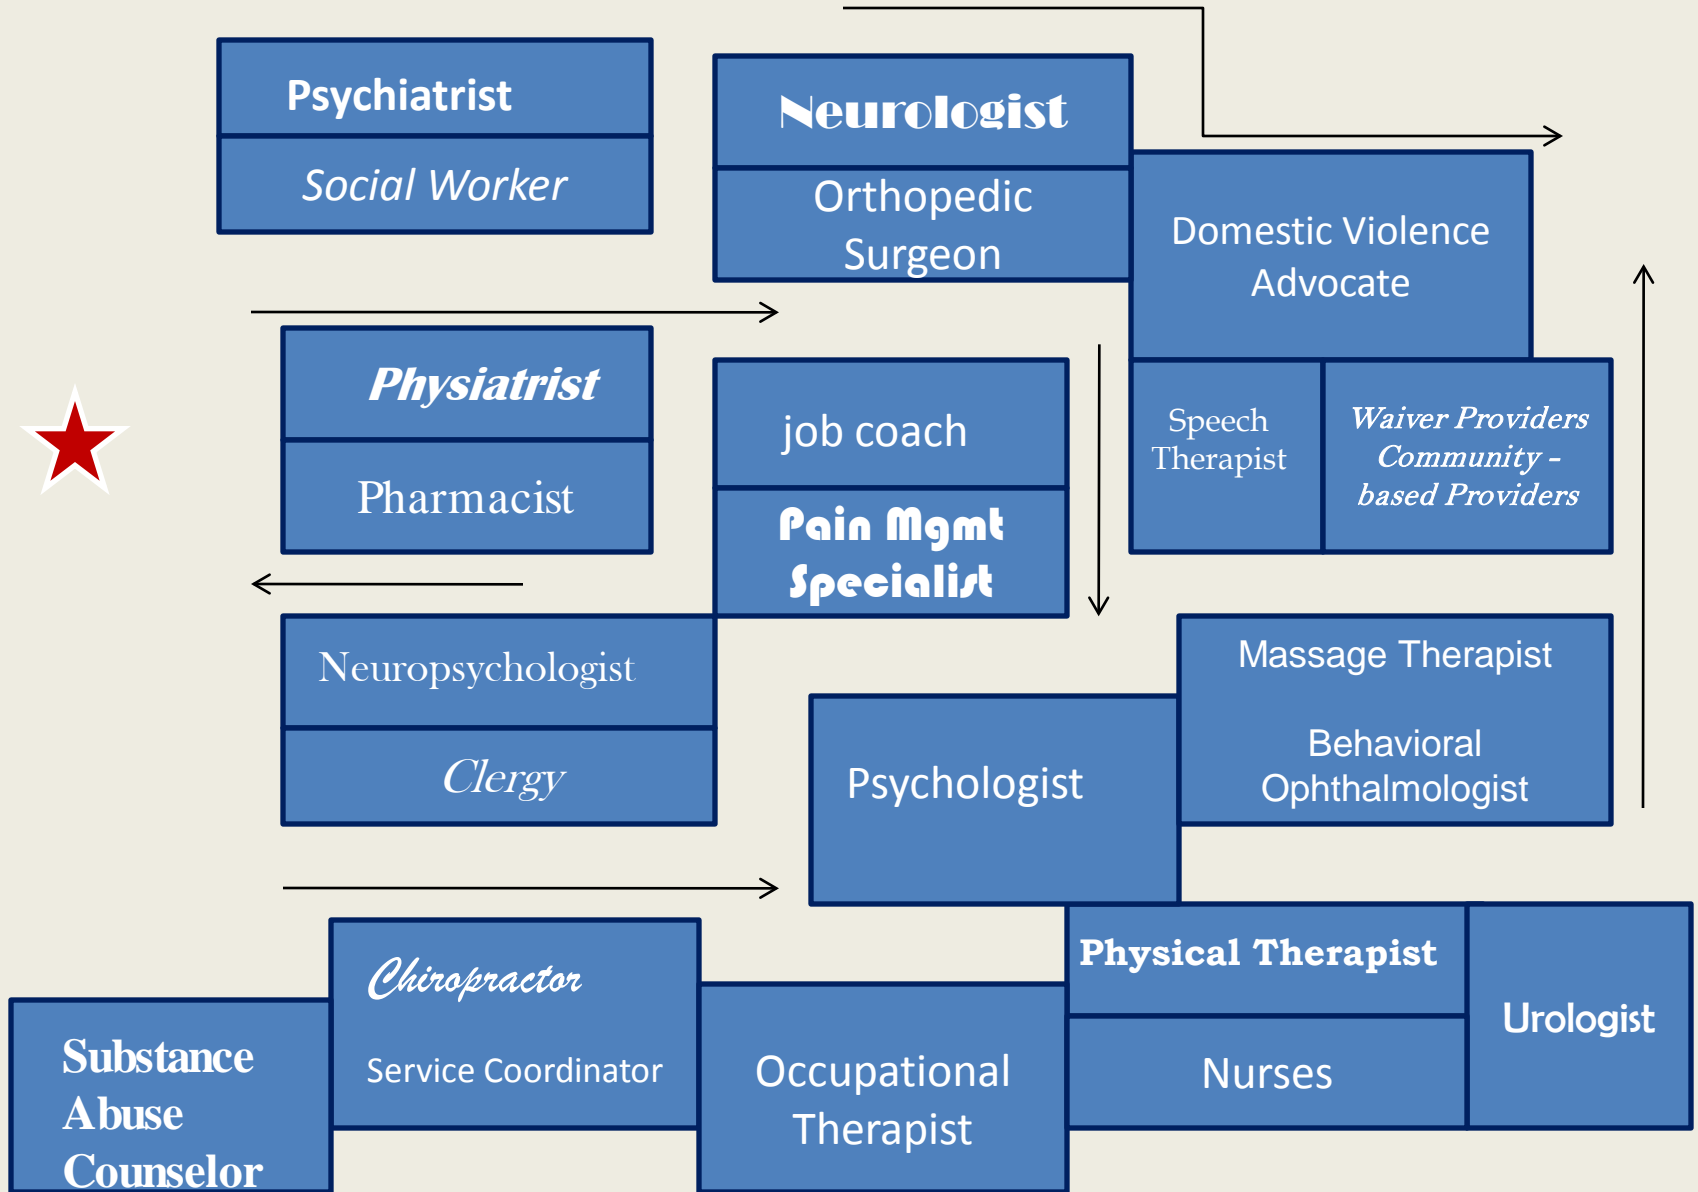 Psychiatrist
Social Worker
Neurologist
Orthopedic
Surgeon
Domestic Violence
Advocate
Physiatrist
Pharmacist
job coach
Pain Mgmt
Specialist
Speech
Therapist
Waiver Providers
Community –
based Providers
Neuropsychologist
Clergy
Psychologist
Massage Therapist
Behavioral
Ophthalmologist
Chiropractor
Service Coordinator
Physical Therapist
Nurses
Urologist
Substance
Abuse
Counselor
Occupational
Therapist